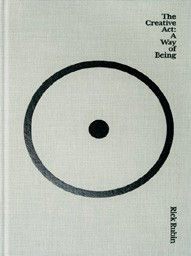 The
Creative
Act:
A
Way
of
Being
Rick Rubin